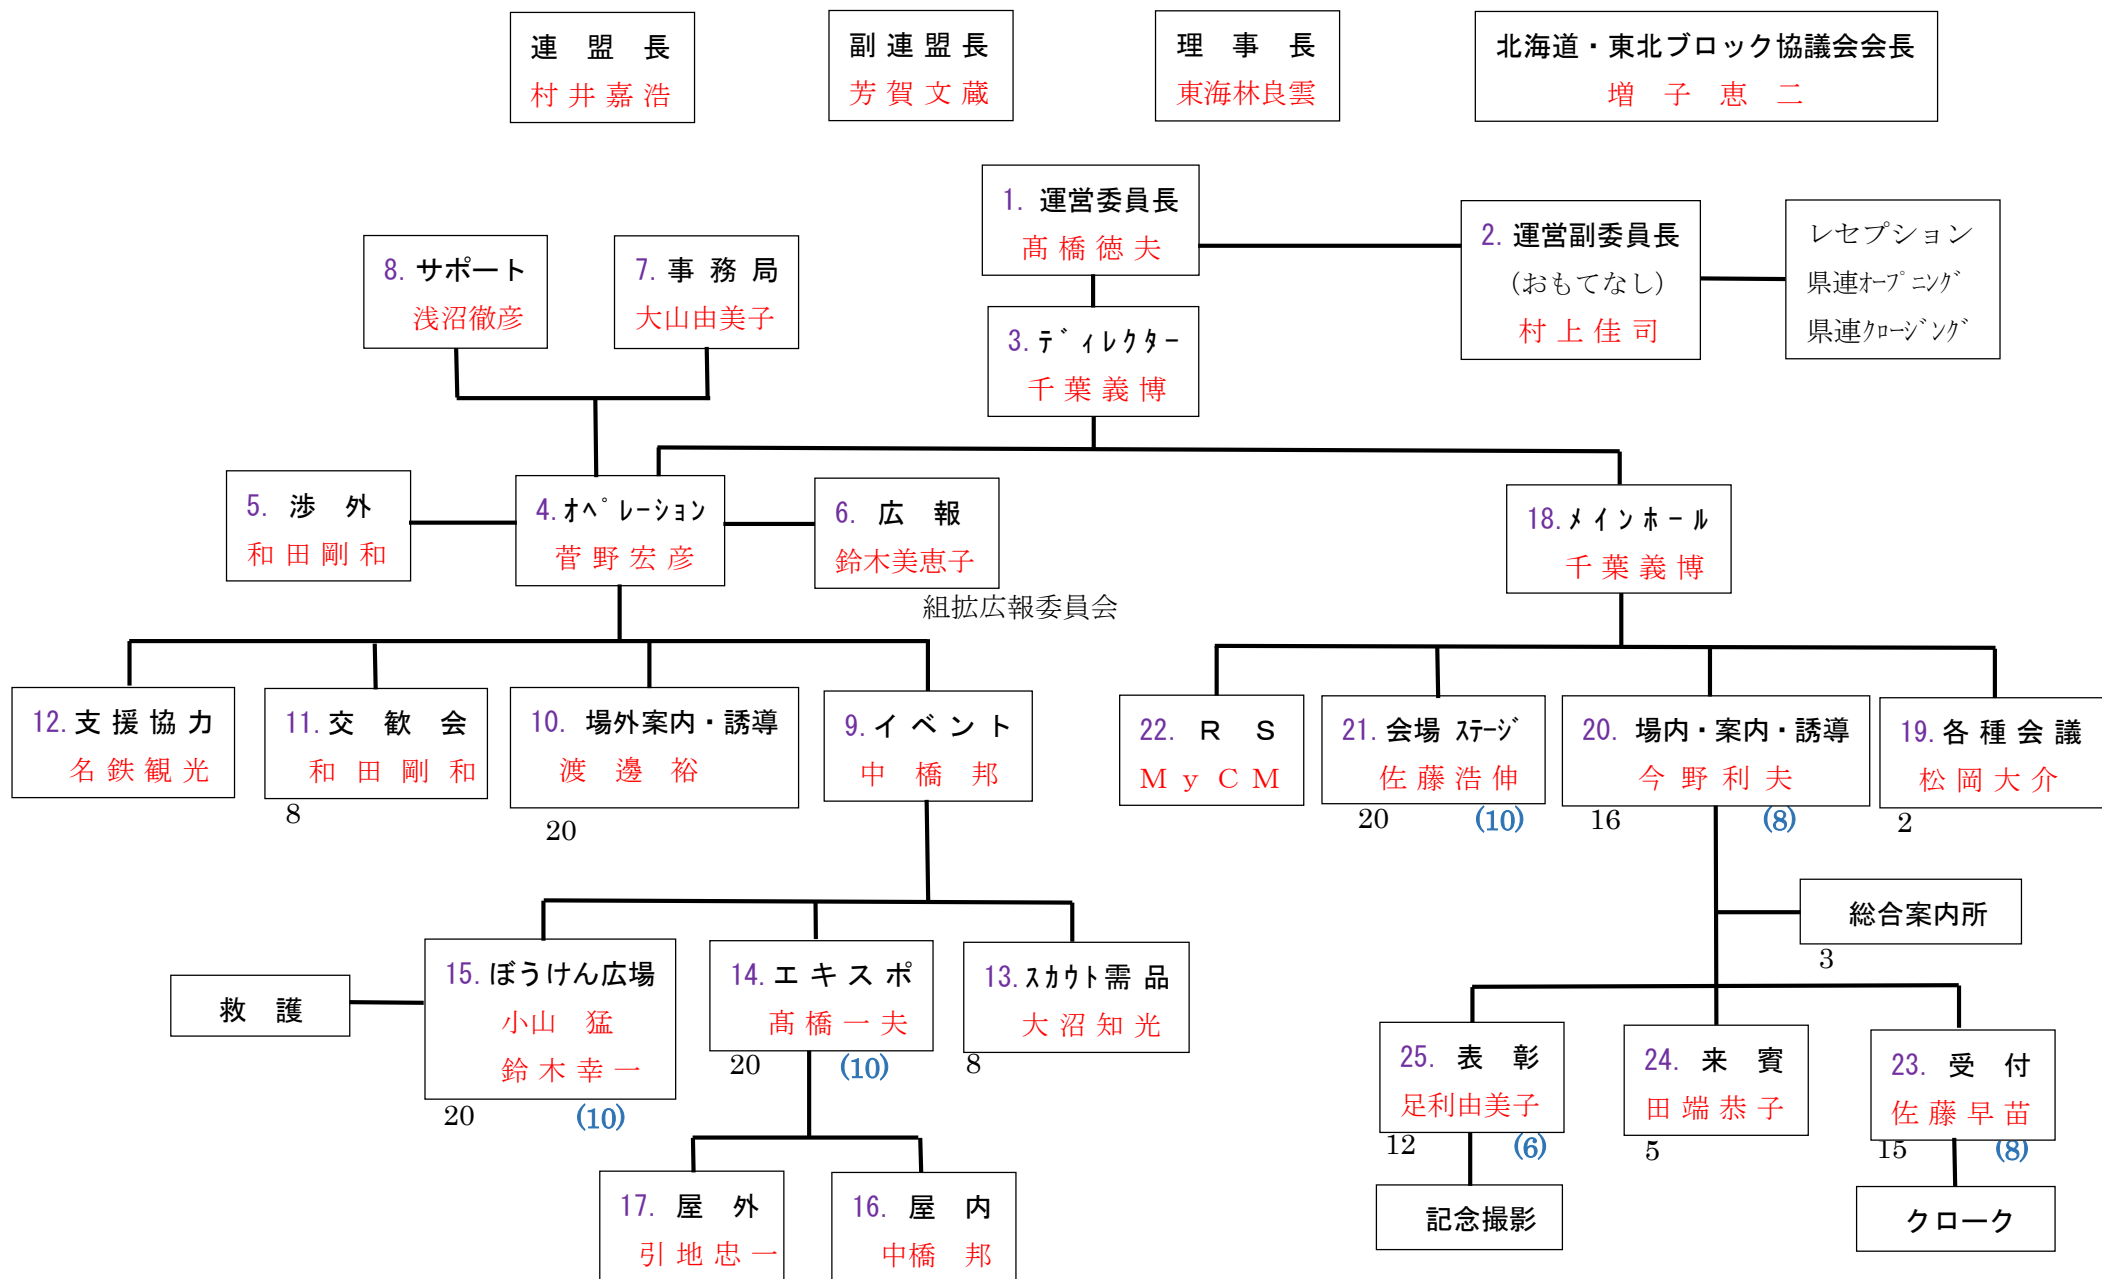 連　盟　長
村 井 嘉 浩
副 連 盟 長
芳 賀 文 蔵
理　事　長
東海林良雲
北海道・東北ブロック協議会会長
増　子　恵　二
1. 運営委員長
髙 橋 徳 夫
2. 運営副委員長
(おもてなし)
村 上 佳 司
レセプション
県連ｵｰﾌﾟﾆﾝｸﾞ
県連ｸﾛｰｼﾞﾝｸﾞ
8. サポート
浅沼徹彦
7. 事 務 局
大山由美子
3. ﾃﾞｨﾚｸﾀｰ
千 葉 義 博
5. 渉　外
和 田 剛 和
4. ｵﾍﾟﾚｰｼｮﾝ
菅 野 宏 彦
6. 広　報
鈴木美恵子
組拡広報委員会
18. ﾒｲﾝﾎｰﾙ
千 葉 義 博
12. 支 援 協 力
名 鉄 観 光
11. 交　歓　会
和　田　剛　和
8
10. 場外案内・誘導
渡　邊　裕
20
9. イ ベ ン ト
中　橋　邦
22. Ｒ　Ｓ
Ｍ ｙ Ｃ Ｍ
21. 会場 ｽﾃｰｼﾞ
佐 藤 浩 伸
20 (10)
20. 場内・案内・誘導
今 野 利 夫
16 (8)
19. 各 種 会 議
松 岡 大 介
2
総合案内所
3
救　護
15. ぼうけん広場
小山　猛
鈴 木 幸 一
20 (10)
14. エ キ ス ポ
髙 橋 一 夫
20 (10)
13. ｽｶｳﾄ需 品
大 沼 知 光
8
25. 表　彰
足利由美子
12 (6)
24. 来　賓
田 端 恭 子
5
23. 受　付
佐 藤 早 苗
15 (8)
17. 屋　外
引 地 忠 一
16. 屋　内
中橋　邦
記念撮影
クローク